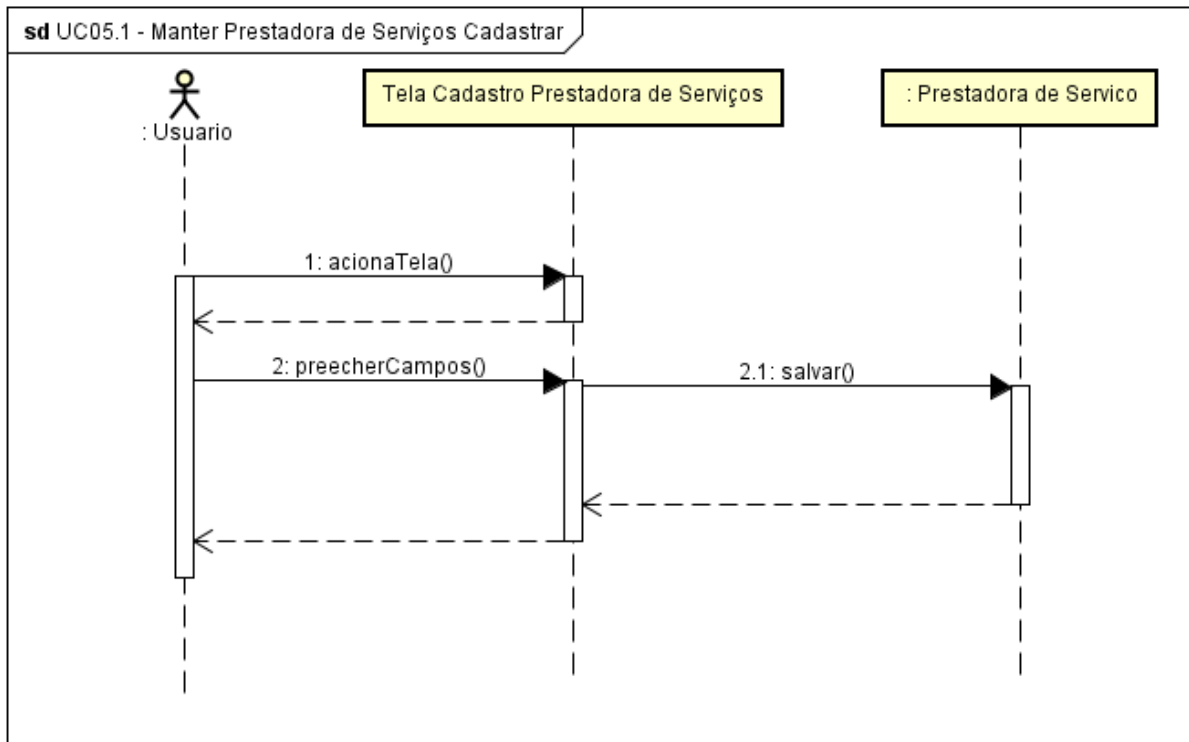 sd UC05.1 - Manter Prestadora de Serviços Cadastrar
: Usuario
Tela Cadastro Prestadora de Serviços
: Prestadora de Servico
1: acionaTela()
2: preecherCampos()
2.1: salvar()